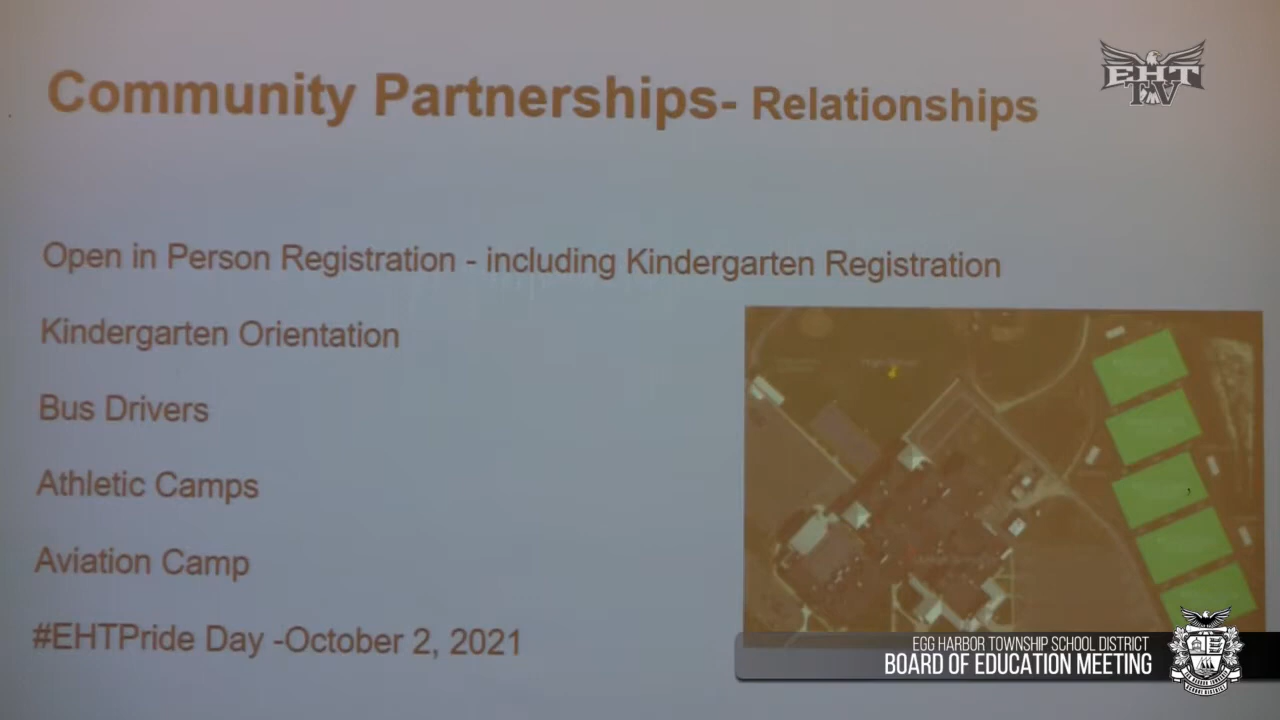 Community Partnerships- Relationships
EHT
TV
Open in Person Registration - including Kindergarten Registration
Kindergarten Orientation
Bus Drivers
Athletic Camps
Aviation Camp
#EHTPride Day -October 2, 2021
EGG HARBOR TOWNSHIP SCHOOL DISTRICT
BOARD OF EDUCATION MEETING